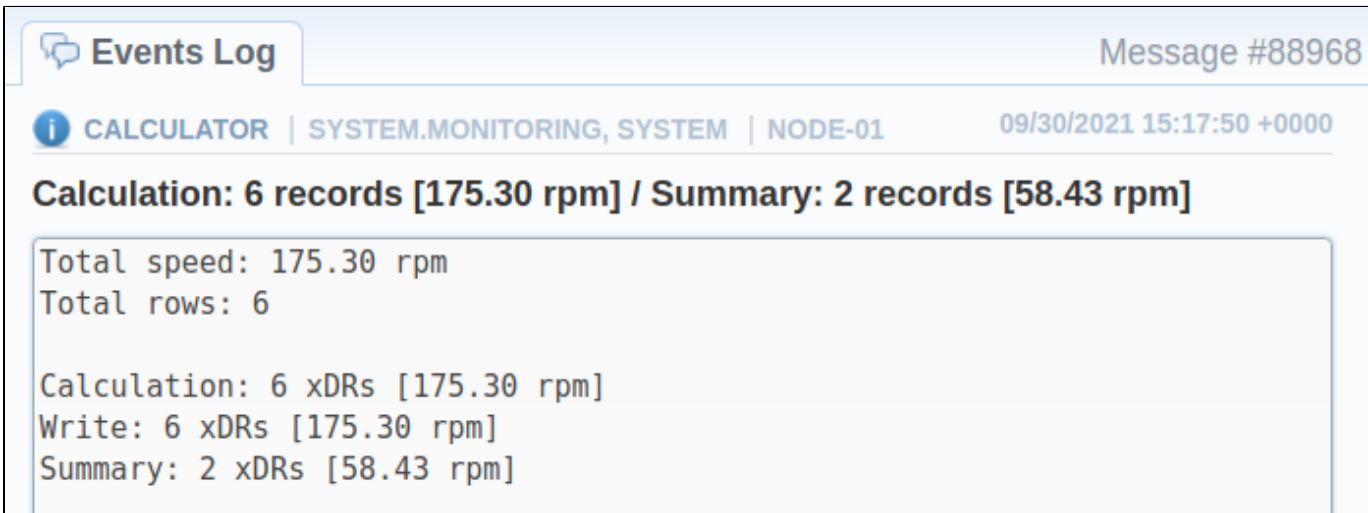 Events Log
Message #88968
CALCULATOR | SYSTEM.MONITORING, SYSTEM | NODE-01
09/30/2021 15:17:50 +0000
Calculation: 6 records [175.30 rpm] / Summary: 2 records [58.43 rpm]
Total speed: 175.30 rpm
Total rows: 6
Calculation: 6 xDRs [175.30 rpm]
Write: 6 xDRs [175.30 rpm]
Summary: 2 xDRs [58.43 rpm]